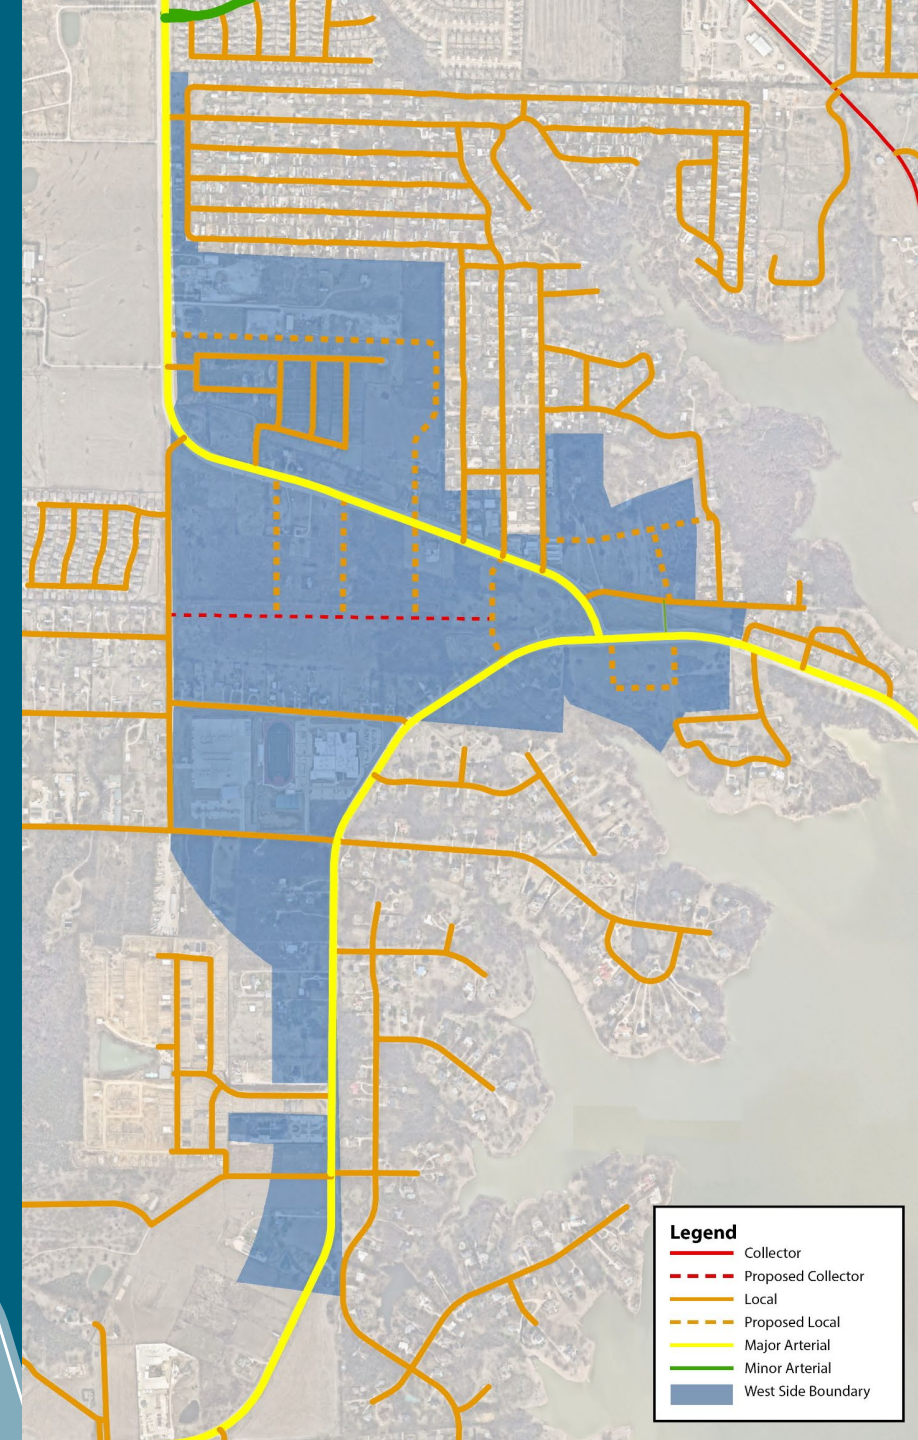 Legend
Collector
Proposed Collector
Local
Proposed Local
Major Arterial
Minor Arterial
West Side Boundary